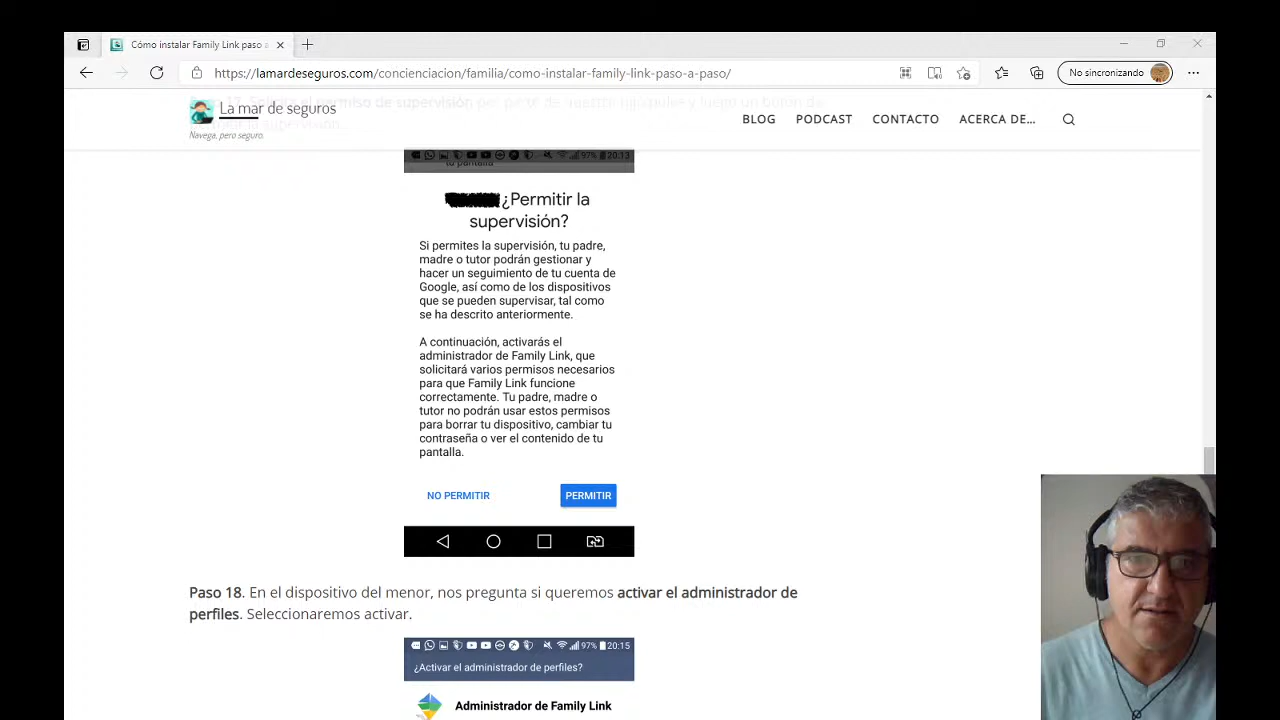 Cómo instalar Family Link paso a
https://lamardeseguros.com/concienciacion/familia/como-instalar-family-link-paso-a-paso/
No sincronizando
La mar de seguros
Navega, pero seguro.
BLOG
PODCAST
CONTACTO
ACERCA DE...
tu pantalla
97% 20:13
¿Permitir la
supervisión?
Si permites la supervisión, tu padre,
madre o tutor podrán gestionar y
hacer un seguimiento de tu cuenta de
Google, así como de los dispositivos
que se pueden supervisar, tal como
se ha descrito anteriormente.
A continuación, activarás el
administrador de Family Link, que
solicitará varios permisos necesarios
para que Family Link funcione
correctamente. Tu padre, madre o
tutor no podrán usar estos permisos
para borrar tu dispositivo, cambiar tu
contraseña o ver el contenido de tu
pantalla.
NO PERMITIR
PERMITIR
Paso 18. En el dispositivo del menor, nos pregunta si queremos activar el administrador de
perfiles. Seleccionaremos activar.
97% 20:15
¿Activar el administrador de perfiles?
Administrador de Family Link